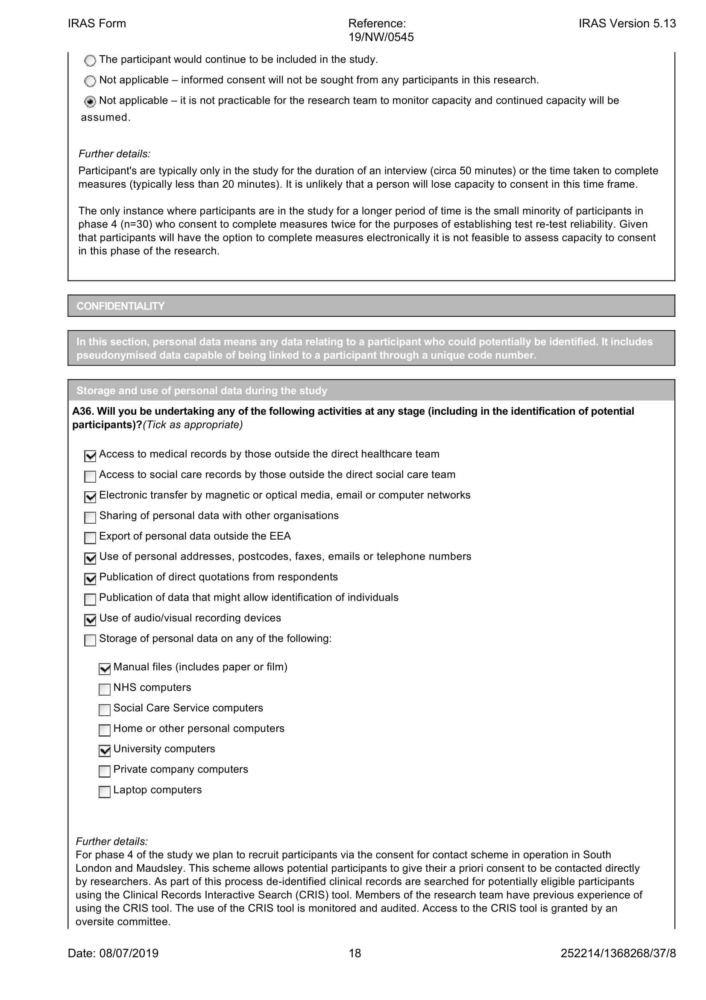 IRAS Form
Reference:
19/NW/0545
IRAS Version 5.13
The participant would continue to be included in the study.
Not applicable – informed consent will not be sought from any participants in this research.
Not applicable – it is not practicable for the research team to monitor capacity and continued capacity will be
assumed.
Further details:
Participant's are typically only in the study for the duration of an interview (circa 50 minutes) or the time taken to complete
measures (typically less than 20 minutes). It is unlikely that a person will lose capacity to consent in this time frame.
The only instance where participants are in the study for a longer period of time is the small minority of participants in
phase 4 (n=30) who consent to complete measures twice for the purposes of establishing test re-test reliability. Given
that participants will have the option to complete measures electronically it is not feasible to assess capacity to consent
in this phase of the research.
CONFIDENTIALITY
In this section, personal data means any data relating to a participant who could potentially be identified. It includes
pseudonymised data capable of being linked to a participant through a unique code number.
Storage and use of personal data during the study
A36. Will you be undertaking any of the following activities at any stage (including in the identification of potential
participants)?(Tick as appropriate)
Access to medical records by those outside the direct healthcare team
Access to social care records by those outside the direct social care team
Electronic transfer by magnetic or optical media, email or computer networks
Sharing of personal data with other organisations
Export of personal data outside the EEA
Use of personal addresses, postcodes, faxes, emails or telephone numbers
Publication of direct quotations from respondents
Publication of data that might allow identification of individuals
Use of audio/visual recording devices
Storage of personal data on any of the following:
Manual files (includes paper or film)
NHS computers
Social Care Service computers
Home or other personal computers
University computers
Private company computers
Laptop computers
Further details:
For phase 4 of the study we plan to recruit participants via the consent for contact scheme in operation in South
London and Maudsley. This scheme allows potential participants to give their a priori consent to be contacted directly
by researchers. As part of this process de-identified clinical records are searched for potentially eligible participants
using the Clinical Records Interactive Search (CRIS) tool. Members of the research team have previous experience of
using the CRIS tool. The use of the CRIS tool is monitored and audited. Access to the CRIS tool is granted by an
oversite committee.
Date: 08/07/2019
18
252214/1368268/37/8